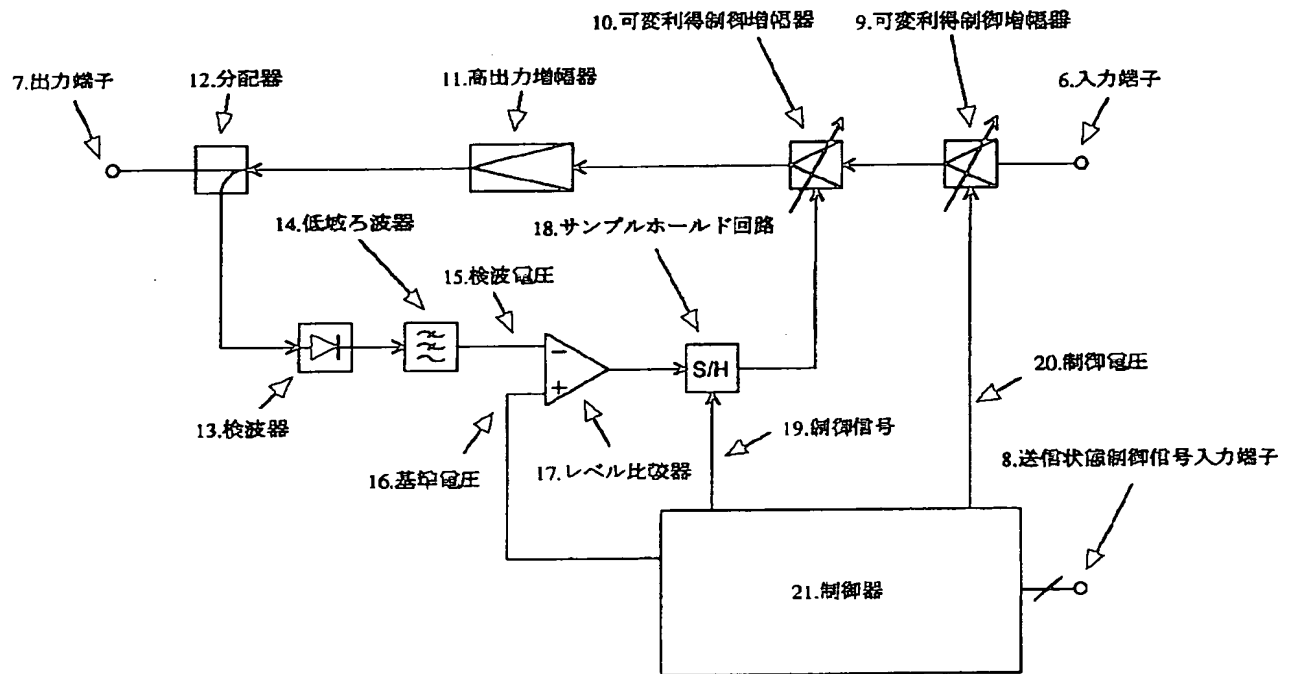 10.可変利得制御増幅器
9.可変利得制御増幅器
7.出力端子
12.分配器
11.高出力増幅器
6.入力端子
14.低域ろ波器
18.サンプルホールド回路
15.検波電圧
20.制御電圧
S/H
13.検波器
16.基準電圧
17.レベル比較器
19.制御信号
8.送信状態制御信号入力端子
21.制御器